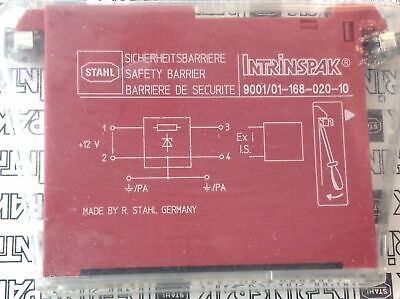 STAHL
SICHERHEITSBARRIERE
SAFETY BARRIER
BARRIERE DE SECURITE
INTRINSPAK®
9001/01-168-020-10
1
3
+12 V
2
4
Ex i
I.S.
⏚/PA
⏚/PA
MADE BY R. STAHL GERMANY
STAHL